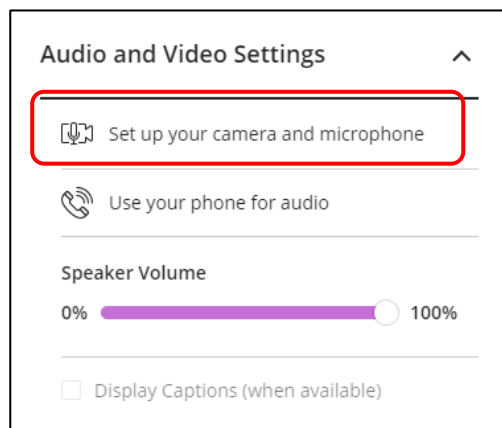 Audio and Video Settings
Set up your camera and microphone
Use your phone for audio
Speaker Volume
0% 100%
Display Captions (when available)